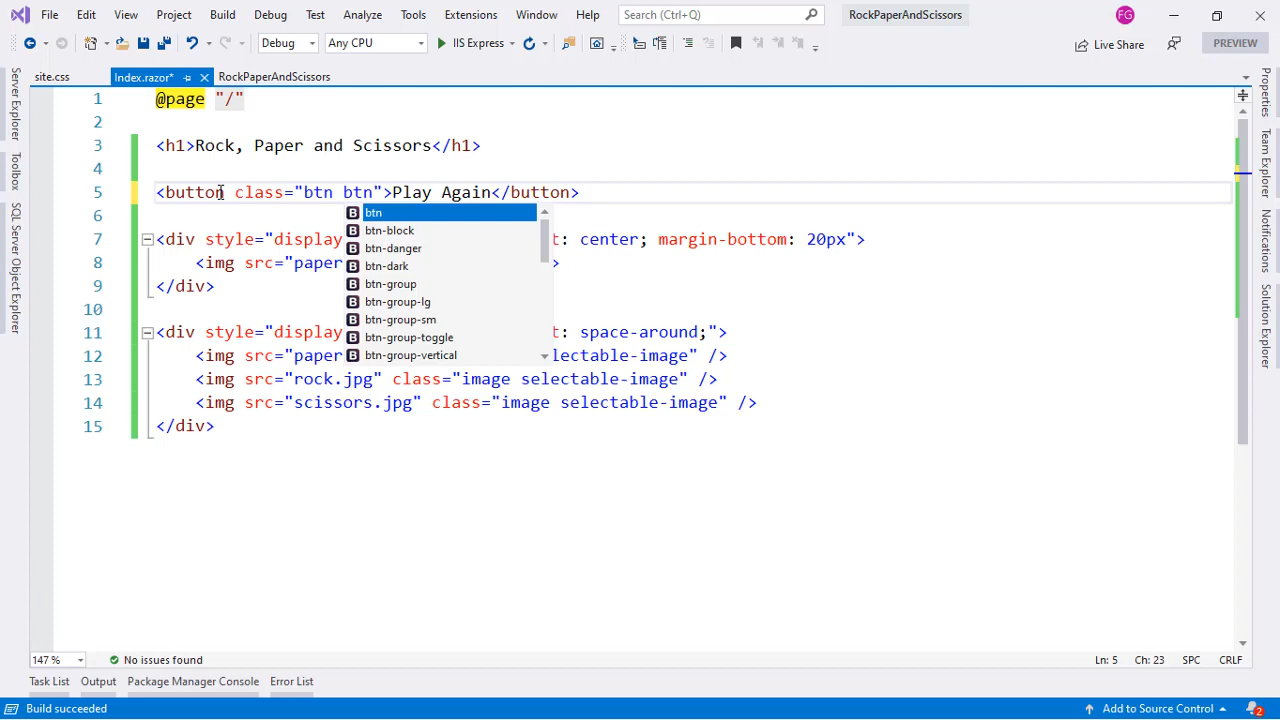 File Edit View Project Build Debug Test Analyze Tools Extensions Window Help Search (Ctrl+Q) RockPaperAndScissors FG
Debug Any CPU IIS Express Live Share PREVIEW
site.css Index.razor* RockPaperAndScissors
1 @page "/"
2
3 <h1>Rock, Paper and Scissors</h1>
4
5 <button class="btn btn">Play Again</button>
btn
6
btn-block
7 <div style="display : center; margin-bottom: 20px">
btn-danger
8 <img src="paper >
btn-dark
9 </div>
btn-group
10
btn-group-lg
btn-group-sm
11 <div style="display t: space-around;">
btn-group-toggle
12 <img src="paper lectable-image" />
btn-group-vertical
13 <img src="rock.jpg" class="image selectable-image" />
14 <img src="scissors.jpg" class="image selectable-image" />
15 </div>
Server Explorer
Toolbox
SQL Server Object Explorer
Properties
Team Explorer
Notifications
Solution Explorer
147 % No issues found Ln: 5 Ch: 23 SPC CRLF
Task List Output Package Manager Console Error List
Build succeeded Add to Source Control 2